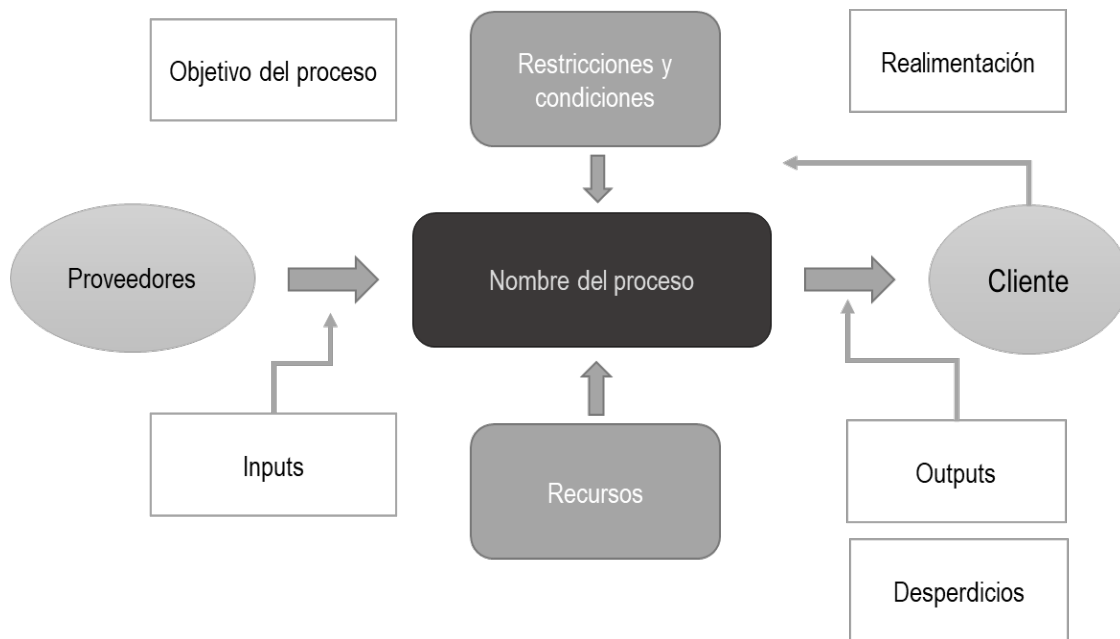 Objetivo del proceso
Restricciones y
condiciones
Realimentación
Proveedores
Nombre del proceso
Cliente
Inputs
Recursos
Outputs
Desperdicios